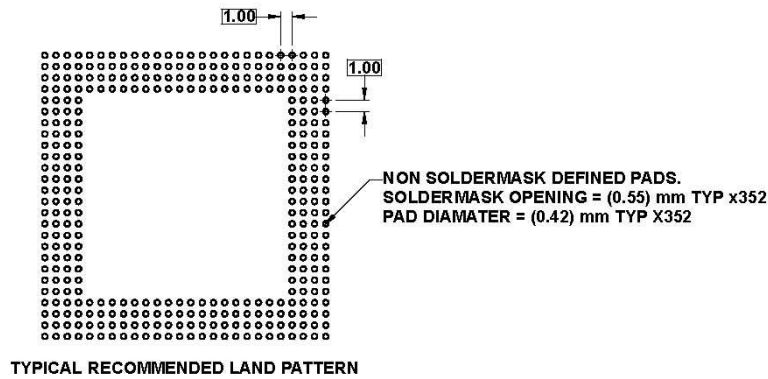 1.00
1.00
NON SOLDERMASK DEFINED PADS.
SOLDERMASK OPENING = (0.55) mm TYP x352
PAD DIAMATER = (0.42) mm TYP X352
TYPICAL RECOMMENDED LAND PATTERN